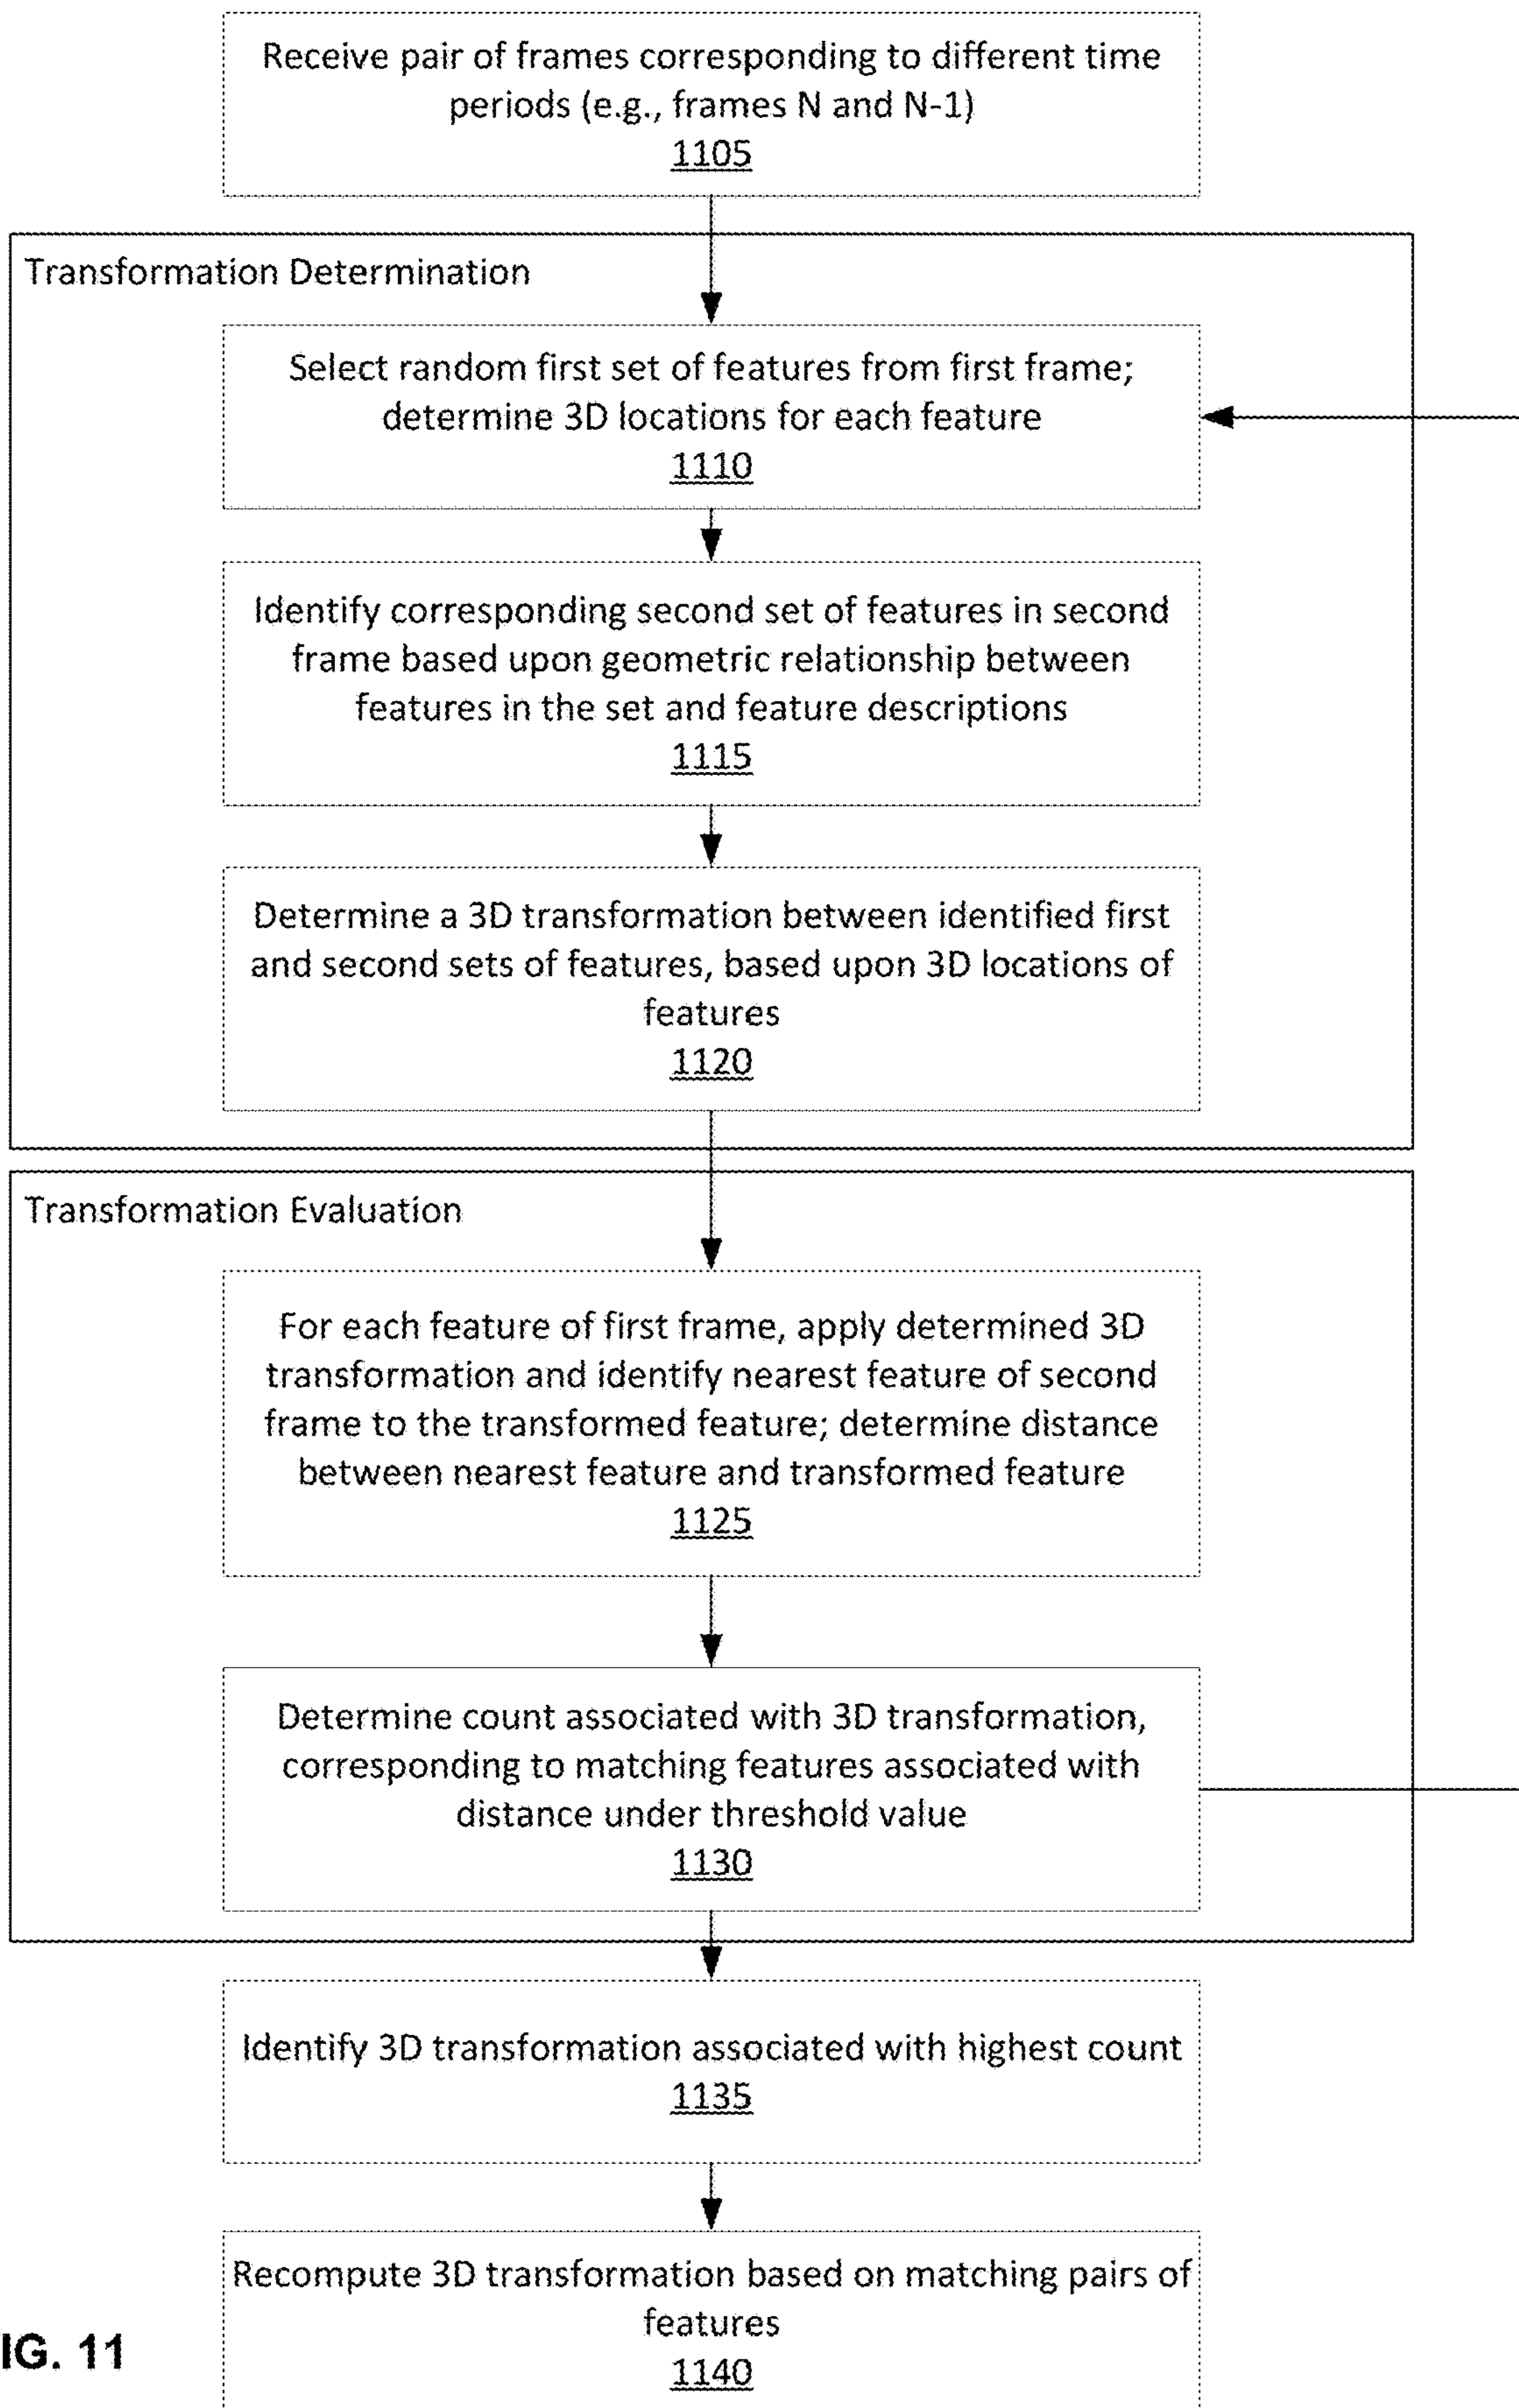 Receive pair of frames corresponding to different time
periods (e.g., frames N and N-1)
1105
Transformation Determination
Select random first set of features from first frame;
determine 3D locations for each feature
1110
Identify corresponding second set of features in second
frame based upon geometric relationship between
features in the set and feature descriptions
1115
Determine a 3D transformation between identified first
and second sets of features, based upon 3D locations of
features
1120
Transformation Evaluation
For each feature of first frame, apply determined 3D
transformation and identify nearest feature of second
frame to the transformed feature; determine distance
between nearest feature and transformed feature
1125
Determine count associated with 3D transformation,
corresponding to matching features associated with
distance under threshold value
1130
Identify 3D transformation associated with highest count
1135
Recompute 3D transformation based on matching pairs of
features
1140
IG. 11